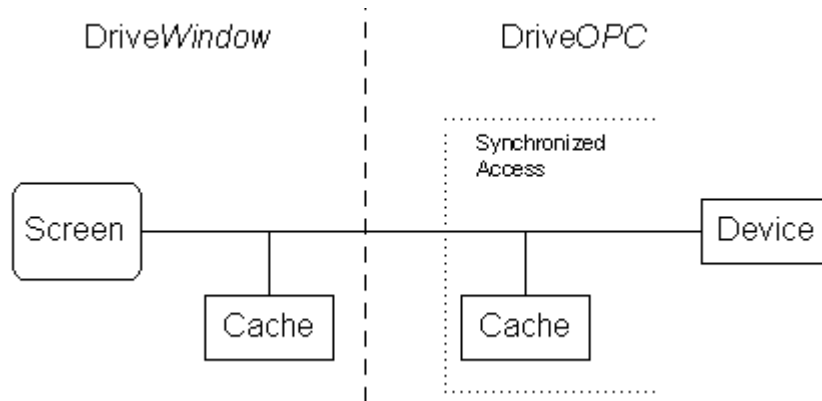 DriveWindow
DriveOPC
Synchronized
Access
Screen
Device
Cache
Cache